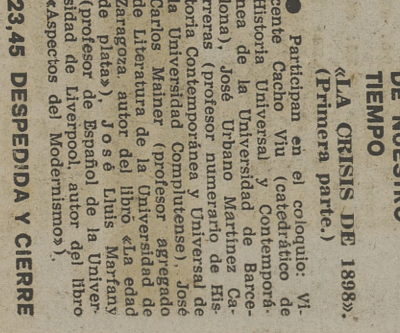 DE NUESTRO
TIEMPO
«LA CRISIS DE 1898».
(Primera parte.)
● Participan en el coloquio: Vi-
cente Cacho Viu (catedrático de
Historia Universal y Contemporá-
nea de la Universidad de Barce-
lona), José Urbano Martínez Ca-
rreras (profesor numerario de His-
toria Contemporánea y Universal de
la Universidad Complutense), José
Carlos Mainer (profesor agregado
de Literatura de la Universidad de
Zaragoza, autor del libro «La edad
de plata»), José Lluis Marfany
(profesor de Español de la Univer-
sidad de Liverpool, autor del libro
«Aspectos del Modernismo»).
23,45 DESPEDIDA Y CIERRE